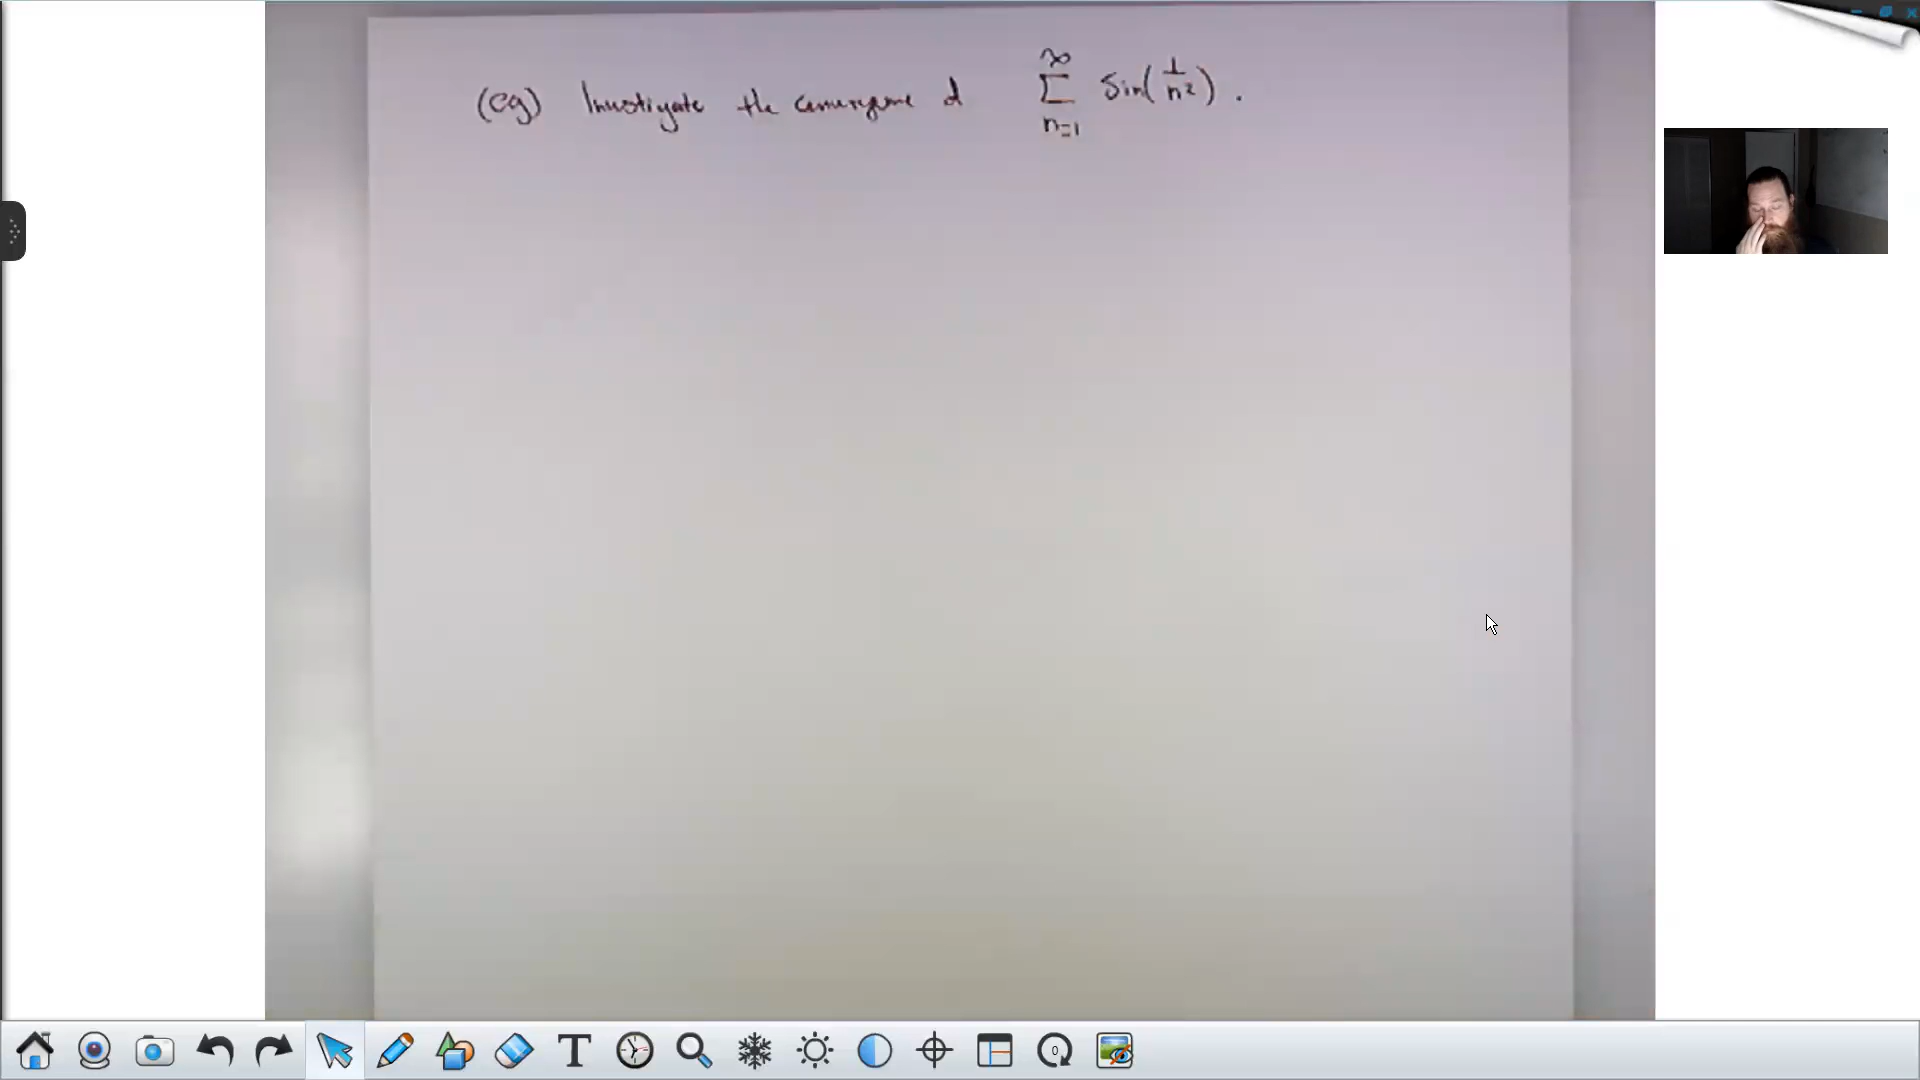 (eg) Investigate the convergence of ∞∑n=1 Sin(1/n²).